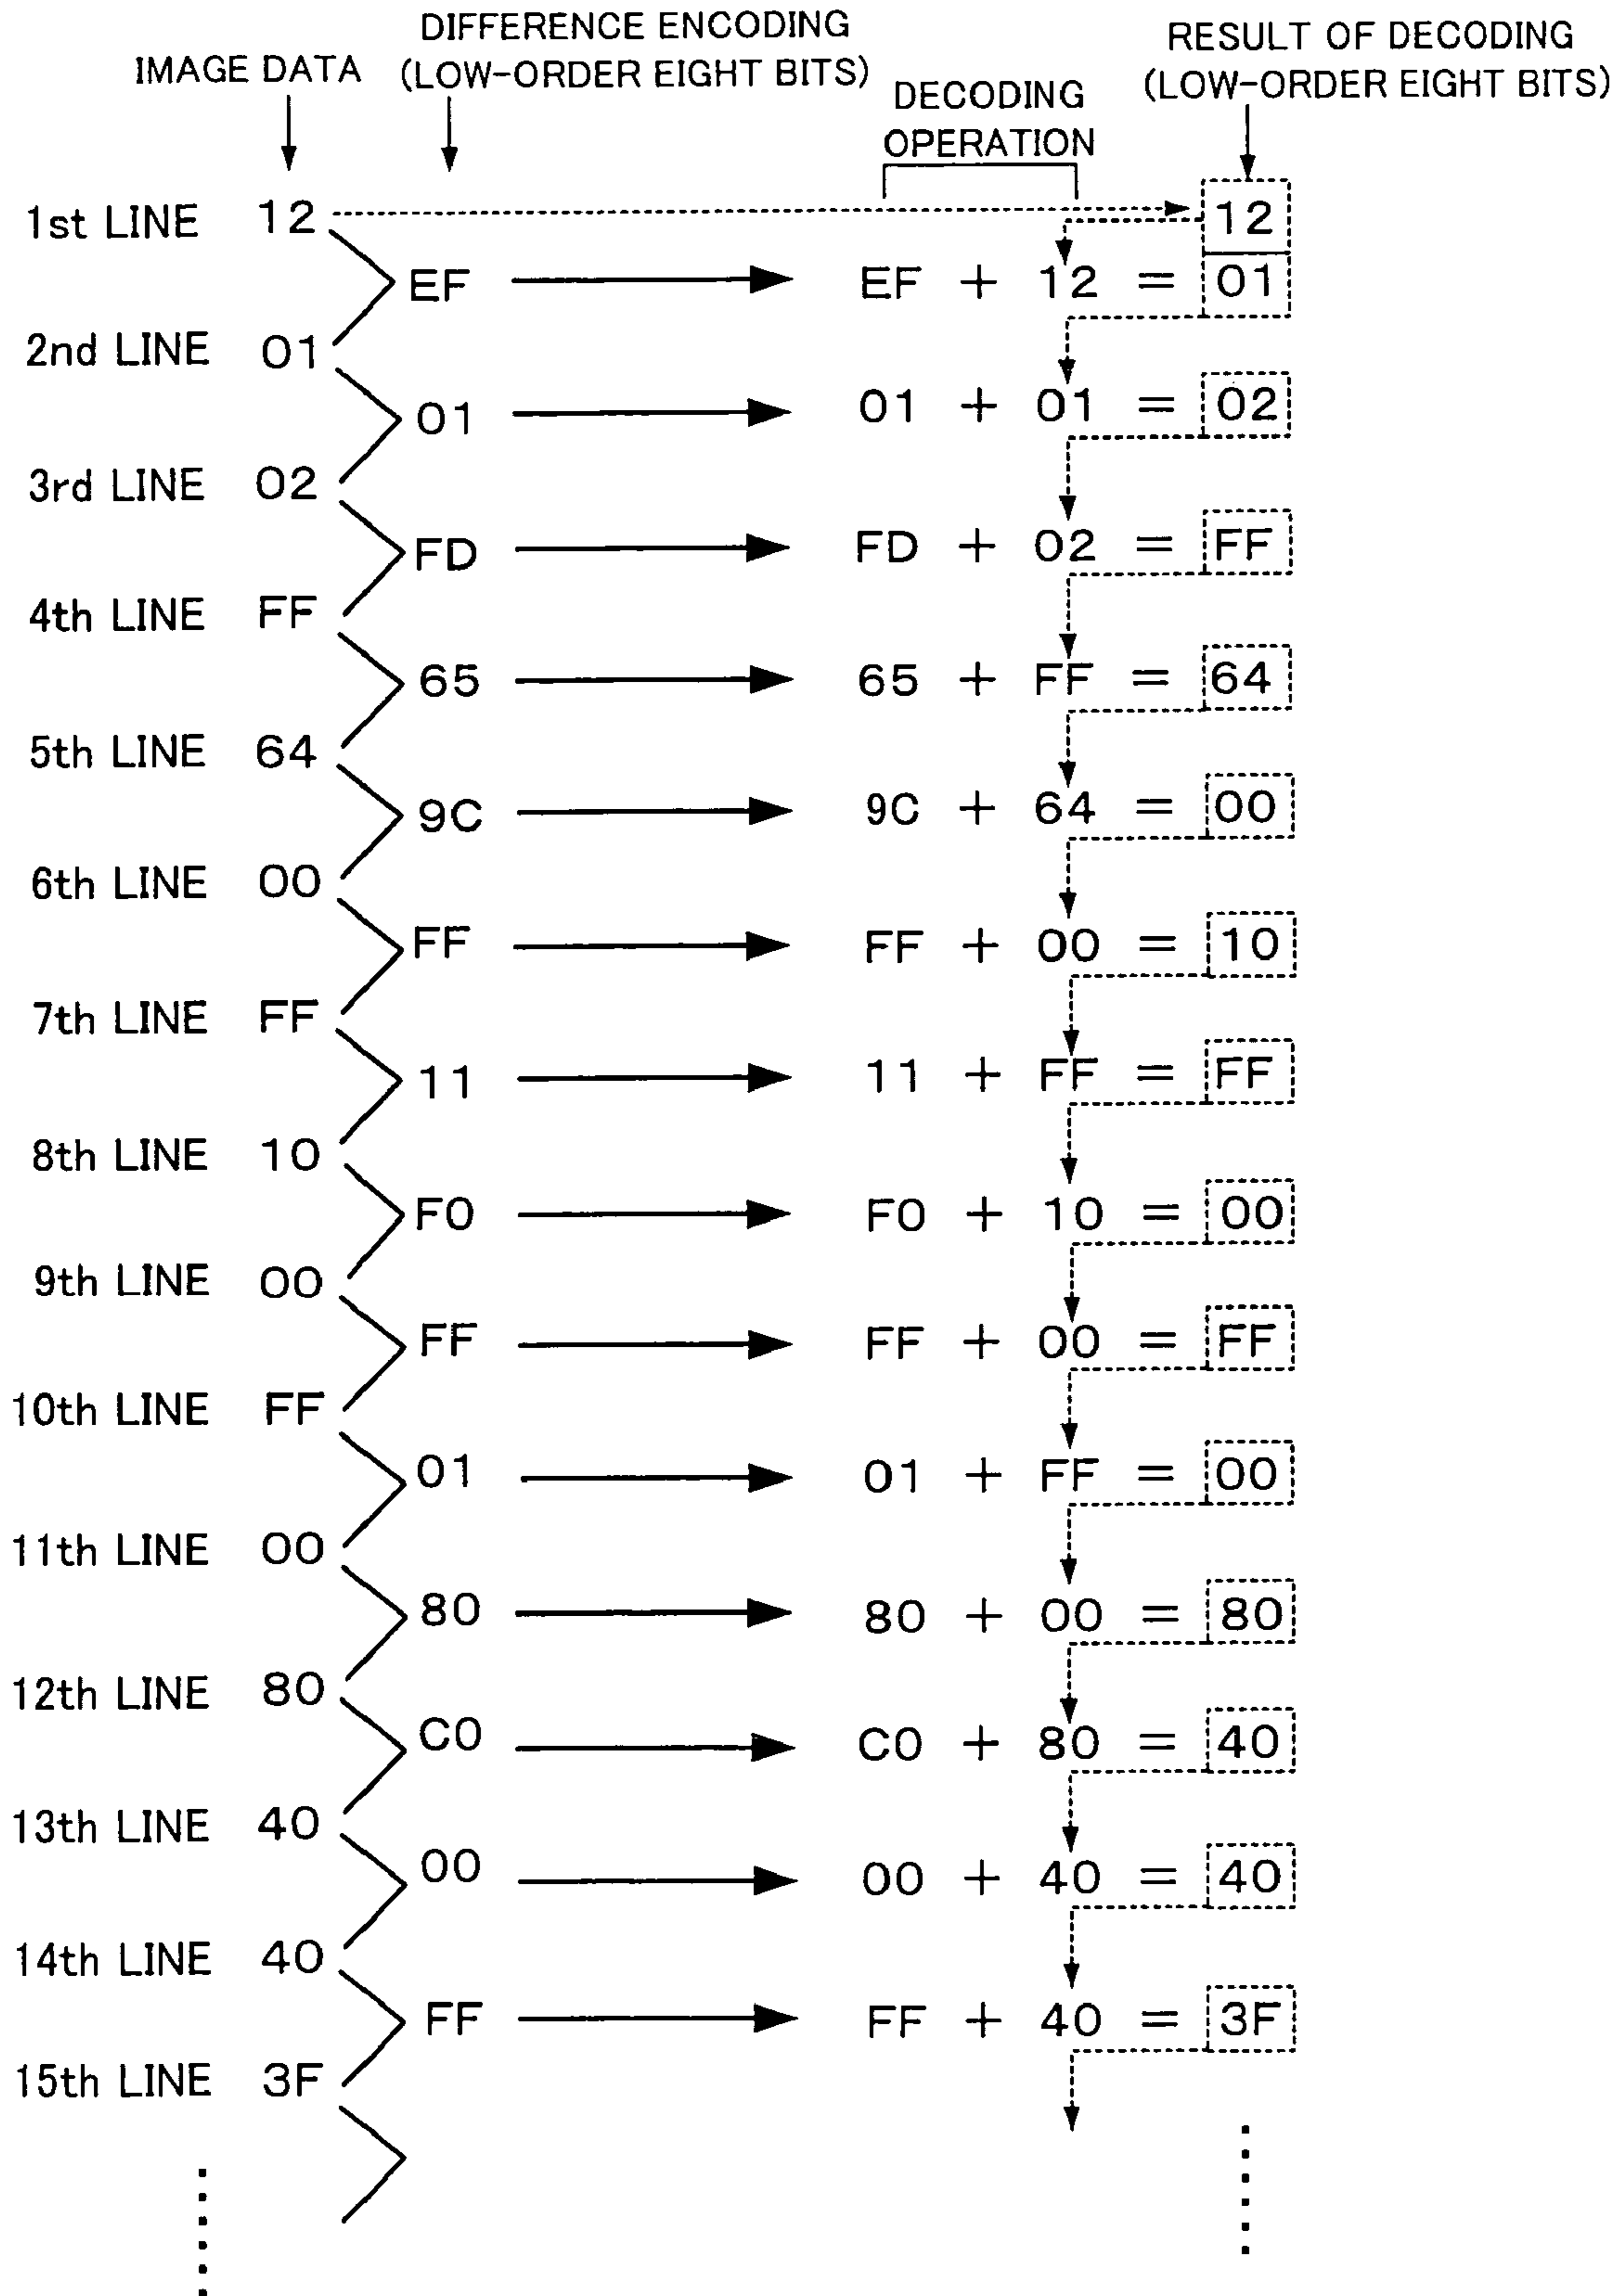 IMAGE DATA
DIFFERENCE ENCODING
(LOW-ORDER EIGHT BITS)
DECODING
OPERATION
RESULT OF DECODING
(LOW-ORDER EIGHT BITS)
1st LINE 12 12
EF EF + 12 = 01
2nd LINE 01
01 01 + 01 = 02
3rd LINE 02
FD FD + 02 = FF
4th LINE FF
65 65 + FF = 64
5th LINE 64
9C 9C + 64 = 00
6th LINE 00
FF FF + 00 = 10
7th LINE FF
11 11 + FF = FF
8th LINE 10
F0 F0 + 10 = 00
9th LINE 00
FF FF + 00 = FF
10th LINE FF
01 01 + FF = 00
11th LINE 00
80 80 + 00 = 80
12th LINE 80
C0 C0 + 80 = 40
13th LINE 40
00 00 + 40 = 40
14th LINE 40
FF FF + 40 = 3F
15th LINE 3F